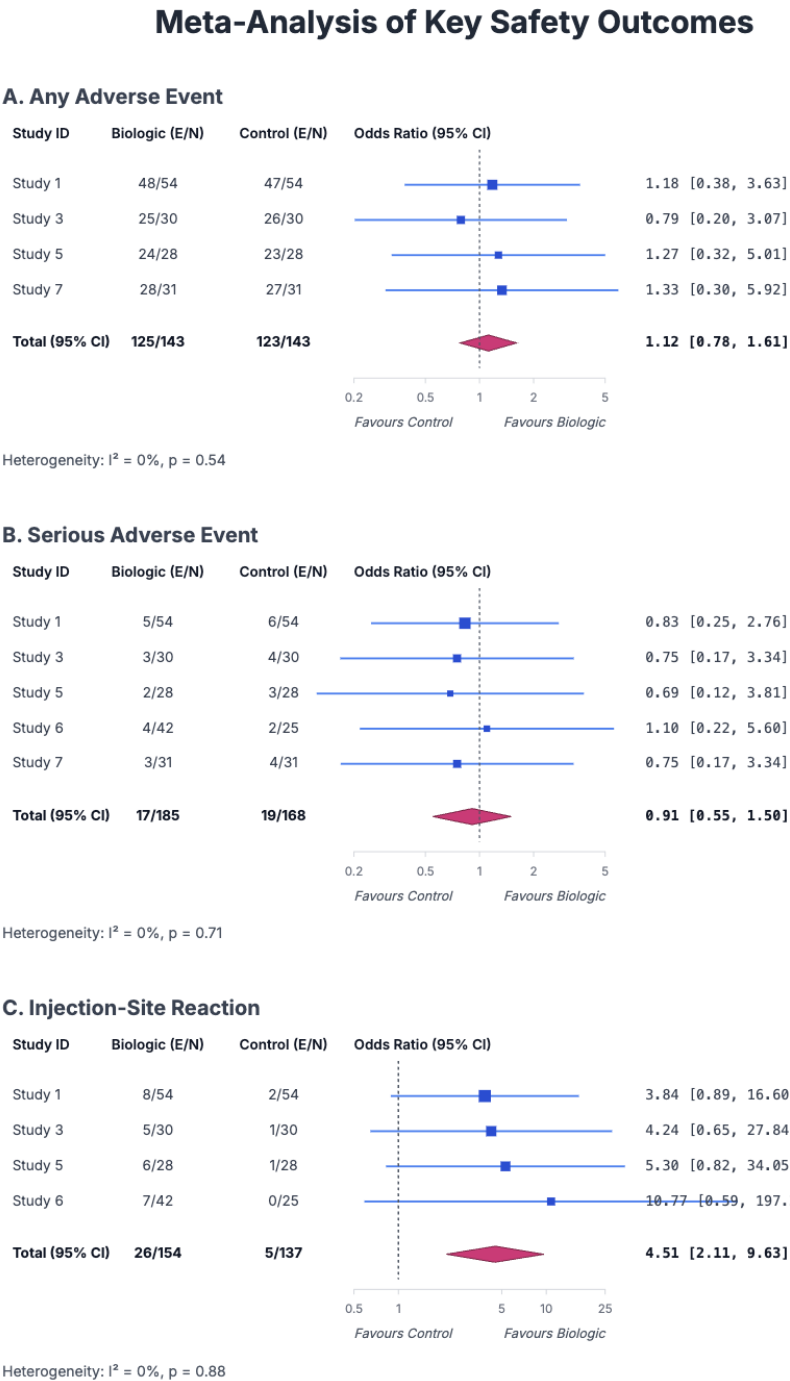 Meta-Analysis of Key Safety Outcomes
A. Any Adverse Event
Study ID Biologic (E/N) Control (E/N) Odds Ratio (95% CI)
Study 1 48/54 47/54 1.18 [0.38, 3.63]
Study 3 25/30 26/30 0.79 [0.20, 3.07]
Study 5 24/28 23/28 1.27 [0.32, 5.01]
Study 7 28/31 27/31 1.33 [0.30, 5.92]
Total (95% CI) 125/143 123/143 1.12 [0.78, 1.61]
0.2 0.5 1 2 5
Favours Control Favours Biologic
Heterogeneity: I² = 0%, p = 0.54
B. Serious Adverse Event
Study ID Biologic (E/N) Control (E/N) Odds Ratio (95% CI)
Study 1 5/54 6/54 0.83 [0.25, 2.76]
Study 3 3/30 4/30 0.75 [0.17, 3.34]
Study 5 2/28 3/28 0.69 [0.12, 3.81]
Study 6 4/42 2/25 1.10 [0.22, 5.60]
Study 7 3/31 4/31 0.75 [0.17, 3.34]
Total (95% CI) 17/185 19/168 0.91 [0.55, 1.50]
0.2 0.5 1 2 5
Favours Control Favours Biologic
Heterogeneity: I² = 0%, p = 0.71
C. Injection-Site Reaction
Study ID Biologic (E/N) Control (E/N) Odds Ratio (95% CI)
Study 1 8/54 2/54 3.84 [0.89, 16.60
Study 3 5/30 1/30 4.24 [0.65, 27.84
Study 5 6/28 1/28 5.30 [0.82, 34.05
Study 6 7/42 0/25 10.77 [0.59, 197.
Total (95% CI) 26/154 5/137 4.51 [2.11, 9.63]
0.5 1 5 10 25
Favours Control Favours Biologic
Heterogeneity: I² = 0%, p = 0.88